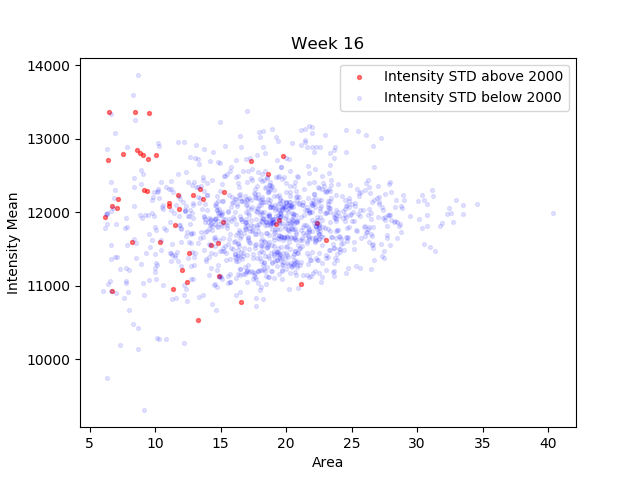 Week 16
14000
13000
12000
11000
10000
Intensity Mean
Intensity STD above 2000
Intensity STD below 2000
5 10 15 20 25 30 35 40
Area